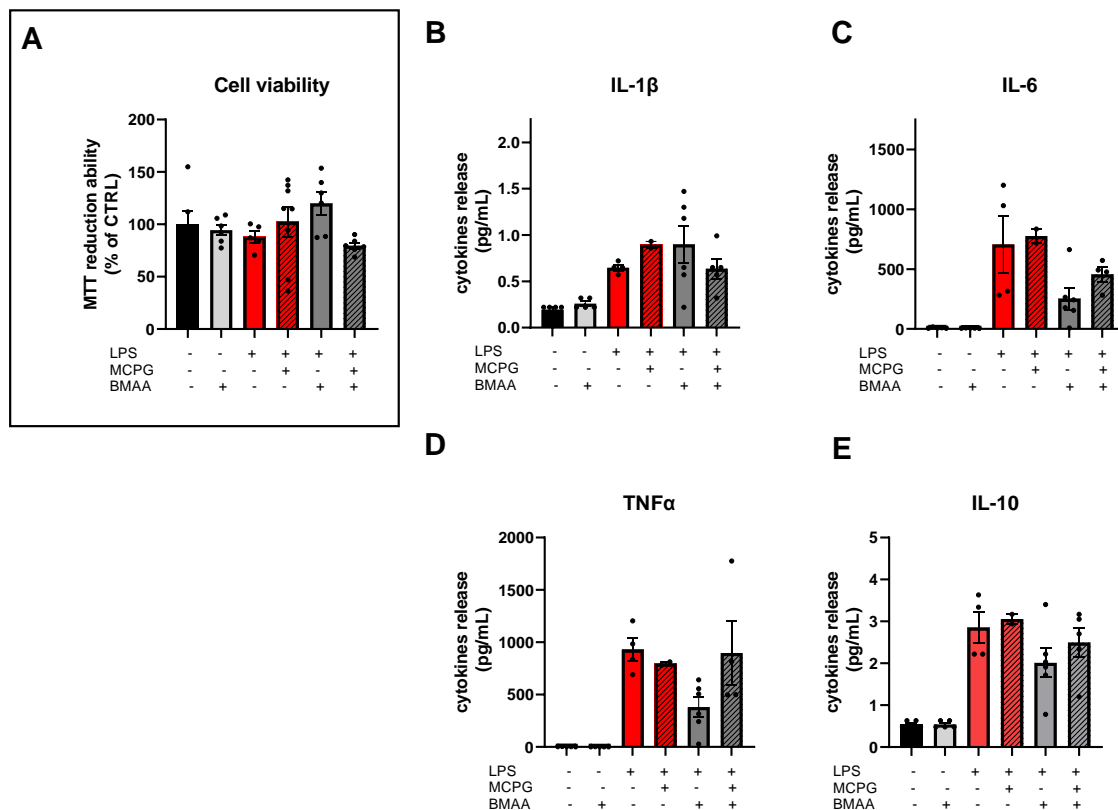 A
Cell viability
MTT reduction ability
(% of CTRL)
200
150
100
50
0
LPS - - + + + +
MCPG - - - + - +
BMAA - + - - + +
B
IL-1β
cytokines release
(pg/mL)
2.0
1.5
1.0
0.5
0.0
LPS - - + + + +
MCPG - - - + - +
BMAA - + - - + +
C
IL-6
cytokines release
(pg/mL)
1500
1000
500
0
LPS - - + + + +
MCPG - - - + - +
BMAA - + - - + +
D
TNFα
cytokines release
(pg/mL)
2000
1500
1000
500
0
LPS - - + + + +
MCPG - - - + - +
BMAA - + - - + +
E
IL-10
cytokines release
(pg/mL)
5
4
3
2
1
0
LPS - - + + + +
MCPG - - - + - +
BMAA - + - - + +